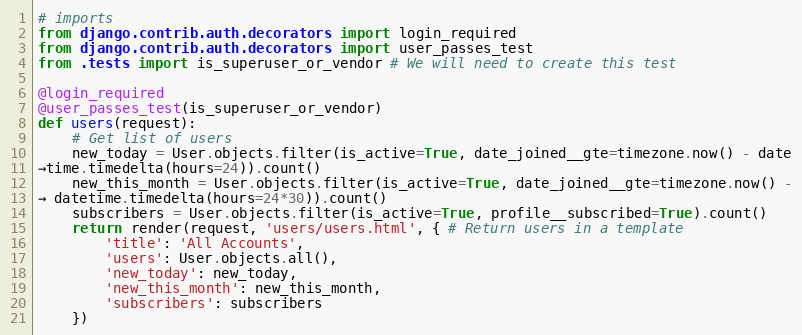 1 # imports
2 from django.contrib.auth.decorators import login_required
3 from django.contrib.auth.decorators import user_passes_test
4 from .tests import is_superuser_or_vendor # We will need to create this test
5
6 @login_required
7 @user_passes_test(is_superuser_or_vendor)
8 def users(request):
9     # Get list of users
10     new_today = User.objects.filter(is_active=True, date_joined__gte=timezone.now() - date
11 →time.timedelta(hours=24)).count()
12     new_this_month = User.objects.filter(is_active=True, date_joined__gte=timezone.now() -
13 → datetime.timedelta(hours=24*30)).count()
14     subscribers = User.objects.filter(is_active=True, profile__subscribed=True).count()
15     return render(request, 'users/users.html', { # Return users in a template
16         'title': 'All Accounts',
17         'users': User.objects.all(),
18         'new_today': new_today,
19         'new_this_month': new_this_month,
20         'subscribers': subscribers
21     })